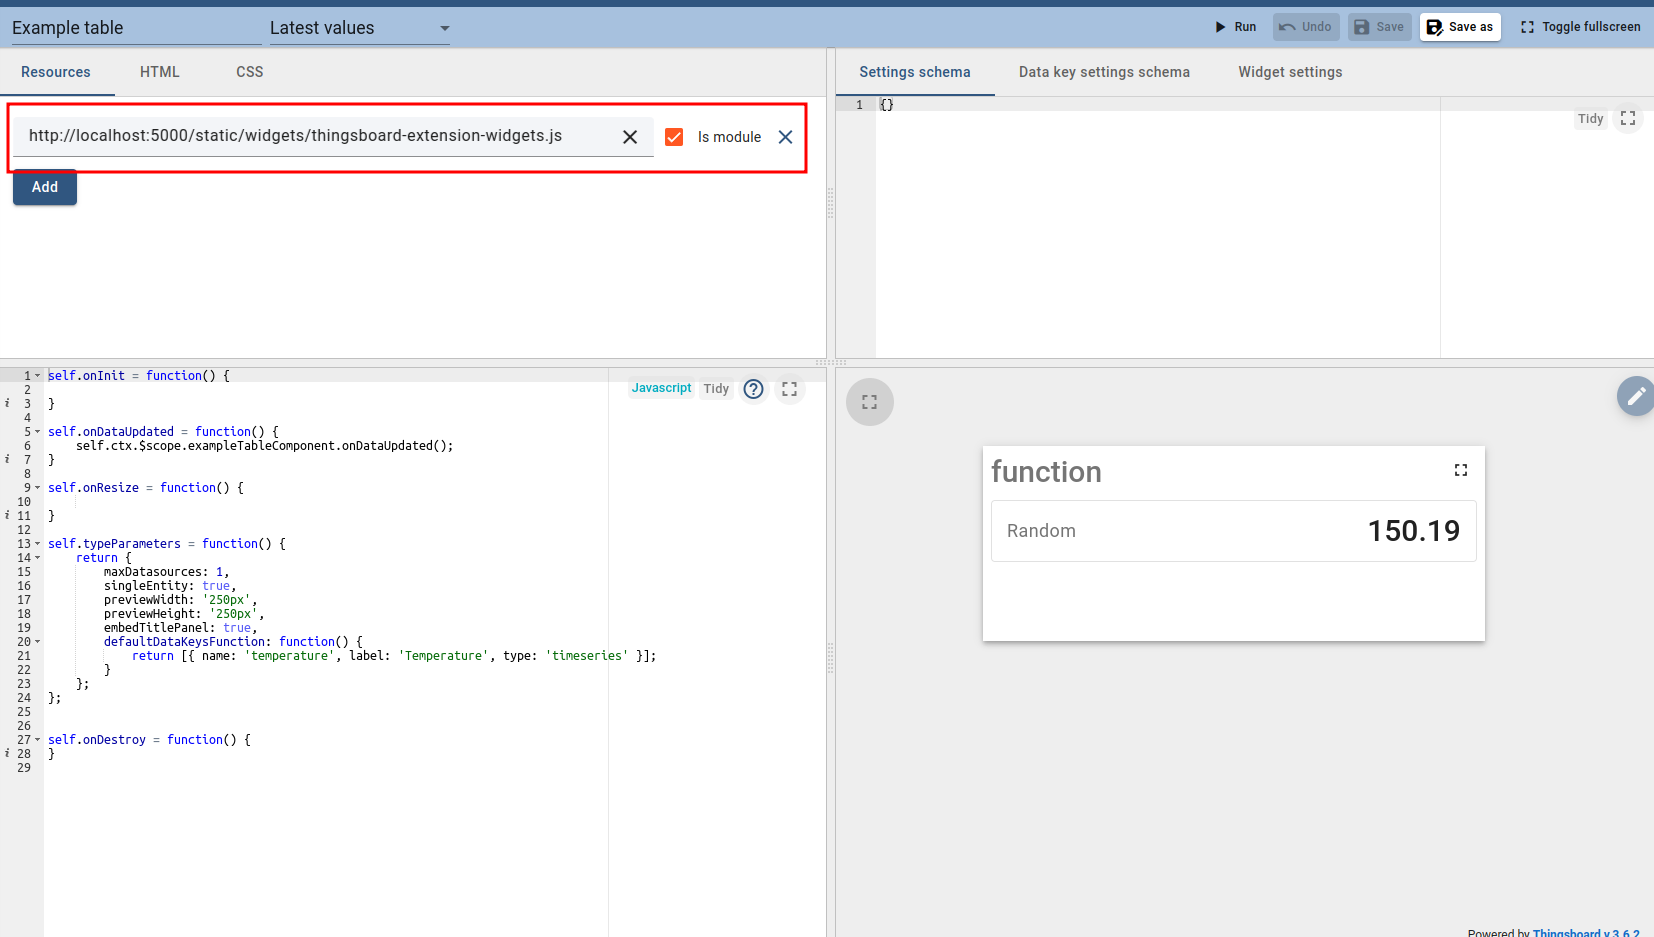 Example table
Latest values
Run
Undo
Save
Save as
Toggle fullscreen
Resources
HTML
CSS
http://localhost:5000/static/widgets/thingsboard-extension-widgets.js
Is module
Add
Settings schema
Data key settings schema
Widget settings
1 {}
Tidy
Javascript
Tidy
1 self.onInit = function() {
2
3 }
4
5 self.onDataUpdated = function() {
6     self.ctx.$scope.exampleTableComponent.onDataUpdated();
7 }
8
9 self.onResize = function() {
10
11 }
12
13 self.typeParameters = function() {
14     return {
15         maxDatasources: 1,
16         singleEntity: true,
17         previewWidth: '250px',
18         previewHeight: '250px',
19         embedTitlePanel: true,
20         defaultDataKeysFunction: function() {
21             return [{ name: 'temperature', label: 'Temperature', type: 'timeseries' }];
22         }
23     };
24 };
25
26
27 self.onDestroy = function() {
28 }
29
function
Random
150.19
Powered by Thingsboard v.3.6.2